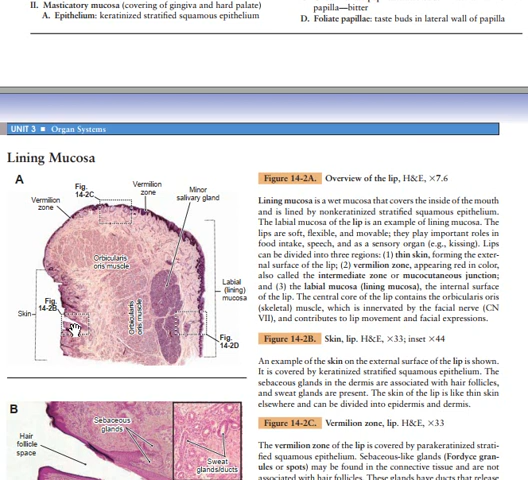 II. Masticatory mucosa (covering of gingiva and hard palate)
A. Epithelium: keratinized stratified squamous epithelium
papilla—bitter
D. Foliate papillae: taste buds in lateral wall of papilla
UNIT 3 ■ Organ Systems
Lining Mucosa
A
Vermilion
zone
Fig.
14-2C
Vermilion
zone
Minor
salivary gland
Orbicularis
oris muscle
Orbicularis
oris muscle
Labial
(lining)
mucosa
Fig.
14-2B
Skin
Fig.
14-2D
B
Sebaceous
glands
Hair
follicle
space
Sweat
glands/ducts
Figure 14-2A. Overview of the lip, H&E, ×7.6
Lining mucosa is a wet mucosa that covers the inside of the mouth
and is lined by nonkeratinized stratified squamous epithelium.
The labial mucosa of the lip is an example of lining mucosa. The
lips are soft, flexible, and movable; they play important roles in
food intake, speech, and as a sensory organ (e.g., kissing). Lips
can be divided into three regions: (1) thin skin, forming the exter-
nal surface of the lip; (2) vermilion zone, appearing red in color,
also called the intermediate zone or mucocutaneous junction;
and (3) the labial mucosa (lining mucosa), the internal surface
of the lip. The central core of the lip contains the orbicularis oris
(skeletal) muscle, which is innervated by the facial nerve (CN
VII), and contributes to lip movement and facial expressions.
Figure 14-2B. Skin, lip. H&E, ×33; inset ×44
An example of the skin on the external surface of the lip is shown.
It is covered by keratinized stratified squamous epithelium. The
sebaceous glands in the dermis are associated with hair follicles,
and sweat glands are present. The skin of the lip is like thin skin
elsewhere and can be divided into epidermis and dermis.
Figure 14-2C. Vermilion zone, lip. H&E, ×33
The vermilion zone of the lip is covered by parakeratinized strati-
fied squamous epithelium. Sebaceous-like glands (Fordyce gran-
ules or spots) may be found in the connective tissue and are not
associated with hair follicles. These glands have ducts that release